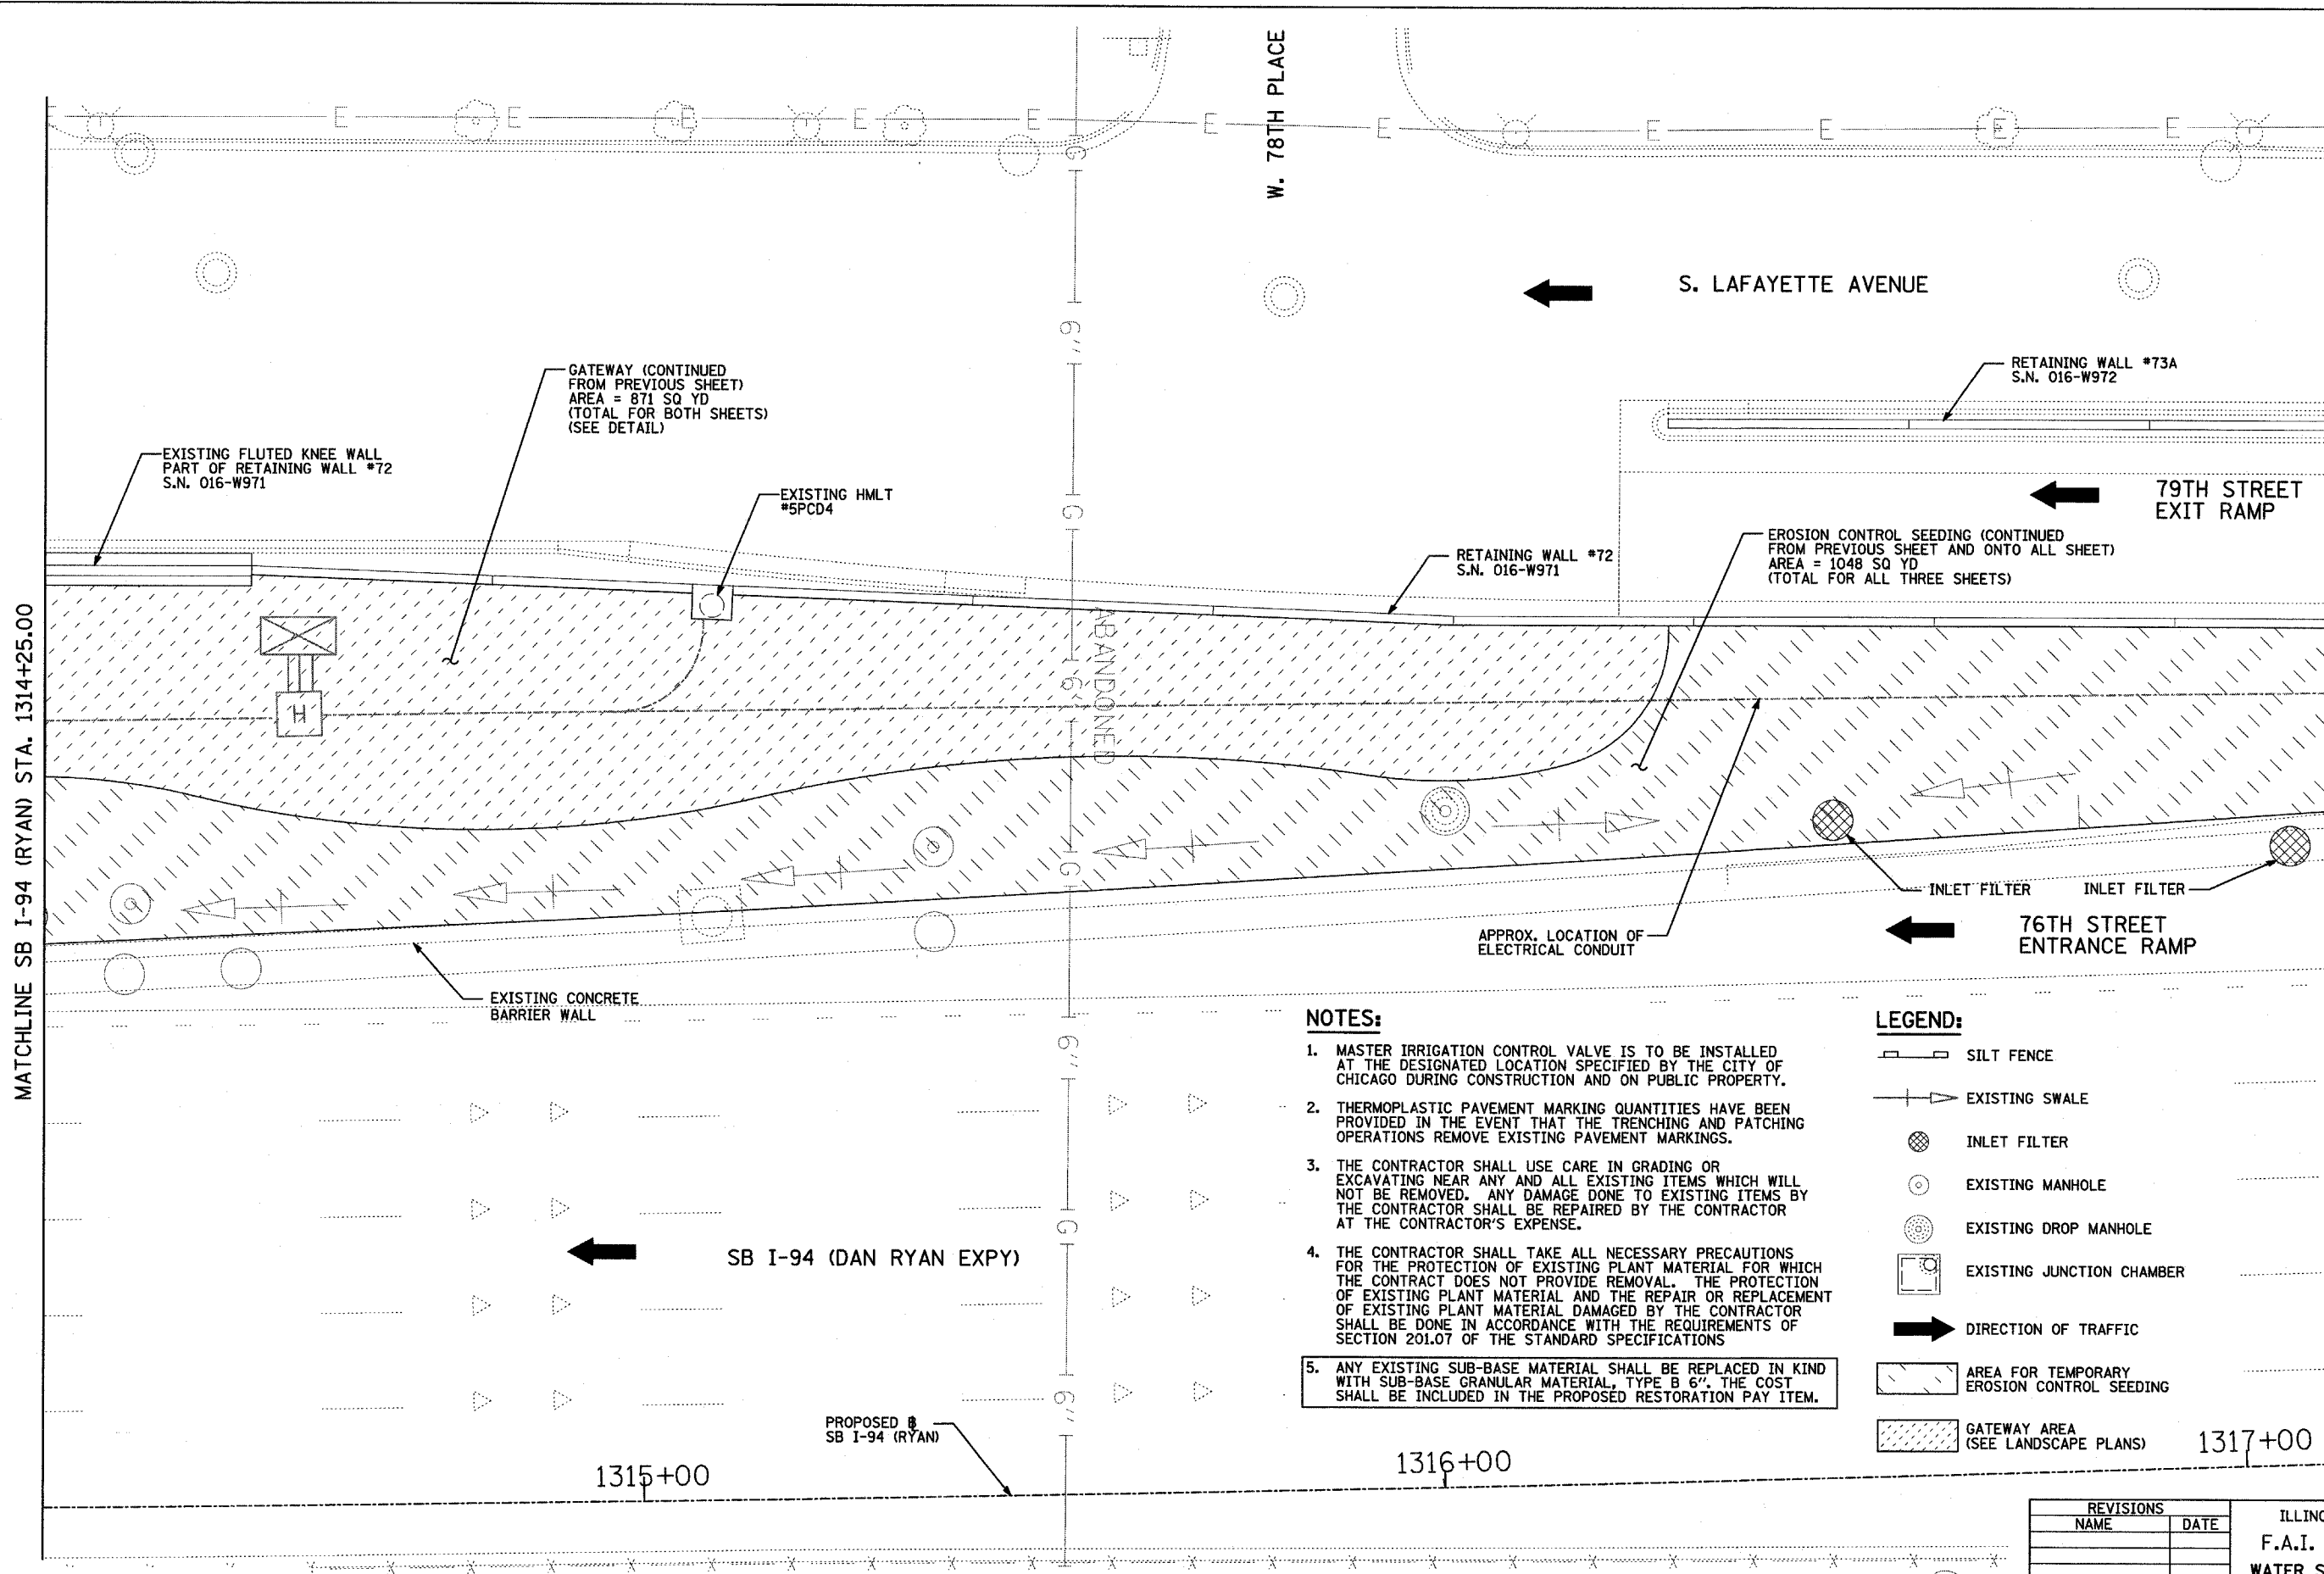 W. 78TH PLACE
E E E E E E E E E E E
G
6''
S. LAFAYETTE AVENUE
GATEWAY (CONTINUED
FROM PREVIOUS SHEET)
AREA = 871 SQ YD
(TOTAL FOR BOTH SHEETS)
(SEE DETAIL)
RETAINING WALL #73A
S.N. 016-W972
EXISTING FLUTED KNEE WALL
PART OF RETAINING WALL #72
S.N. 016-W971
EXISTING HMLT
#5PCD4
G
79TH STREET
EXIT RAMP
RETAINING WALL #72
S.N. 016-W971
EROSION CONTROL SEEDING (CONTINUED
FROM PREVIOUS SHEET AND ONTO ALL SHEET)
AREA = 1048 SQ YD
(TOTAL FOR ALL THREE SHEETS)
MATCHLINE SB I-94 (RYAN) STA. 1314+25.00
ABANDONED
6''
H
G
INLET FILTER
INLET FILTER
APPROX. LOCATION OF
ELECTRICAL CONDUIT
76TH STREET
ENTRANCE RAMP
EXISTING CONCRETE
BARRIER WALL
6''
G
6''
SB I-94 (DAN RYAN EXPY)
NOTES:
1. MASTER IRRIGATION CONTROL VALVE IS TO BE INSTALLED
AT THE DESIGNATED LOCATION SPECIFIED BY THE CITY OF
CHICAGO DURING CONSTRUCTION AND ON PUBLIC PROPERTY.
2. THERMOPLASTIC PAVEMENT MARKING QUANTITIES HAVE BEEN
PROVIDED IN THE EVENT THAT THE TRENCHING AND PATCHING
OPERATIONS REMOVE EXISTING PAVEMENT MARKINGS.
3. THE CONTRACTOR SHALL USE CARE IN GRADING OR
EXCAVATING NEAR ANY AND ALL EXISTING ITEMS WHICH WILL
NOT BE REMOVED. ANY DAMAGE DONE TO EXISTING ITEMS BY
THE CONTRACTOR SHALL BE REPAIRED BY THE CONTRACTOR
AT THE CONTRACTOR'S EXPENSE.
4. THE CONTRACTOR SHALL TAKE ALL NECESSARY PRECAUTIONS
FOR THE PROTECTION OF EXISTING PLANT MATERIAL FOR WHICH
THE CONTRACT DOES NOT PROVIDE REMOVAL. THE PROTECTION
OF EXISTING PLANT MATERIAL AND THE REPAIR OR REPLACEMENT
OF EXISTING PLANT MATERIAL DAMAGED BY THE CONTRACTOR
SHALL BE DONE IN ACCORDANCE WITH THE REQUIREMENTS OF
SECTION 201.07 OF THE STANDARD SPECIFICATIONS
5. ANY EXISTING SUB-BASE MATERIAL SHALL BE REPLACED IN KIND
WITH SUB-BASE GRANULAR MATERIAL, TYPE B 6". THE COST
SHALL BE INCLUDED IN THE PROPOSED RESTORATION PAY ITEM.
LEGEND:
SILT FENCE
EXISTING SWALE
INLET FILTER
EXISTING MANHOLE
EXISTING DROP MANHOLE
EXISTING JUNCTION CHAMBER
DIRECTION OF TRAFFIC
AREA FOR TEMPORARY
EROSION CONTROL SEEDING
GATEWAY AREA
(SEE LANDSCAPE PLANS)
PROPOSED ℄
SB I-94 (RYAN)
1315+00
1316+00
1317+00
REVISIONS
NAME DATE
ILLINO
F.A.I.
WATER S